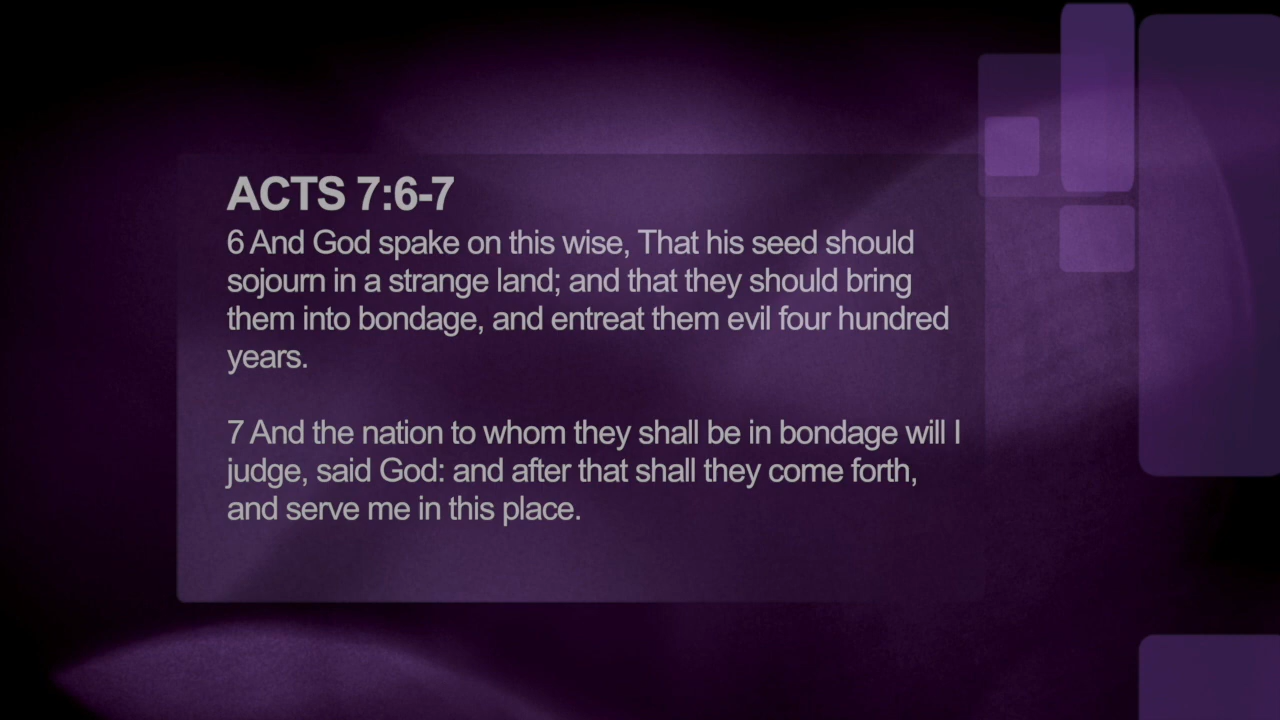 ACTS 7:6-7
6 And God spake on this wise, That his seed should
sojourn in a strange land; and that they should bring
them into bondage, and entreat them evil four hundred
years.
7 And the nation to whom they shall be in bondage will I
judge, said God: and after that shall they come forth,
and serve me in this place.